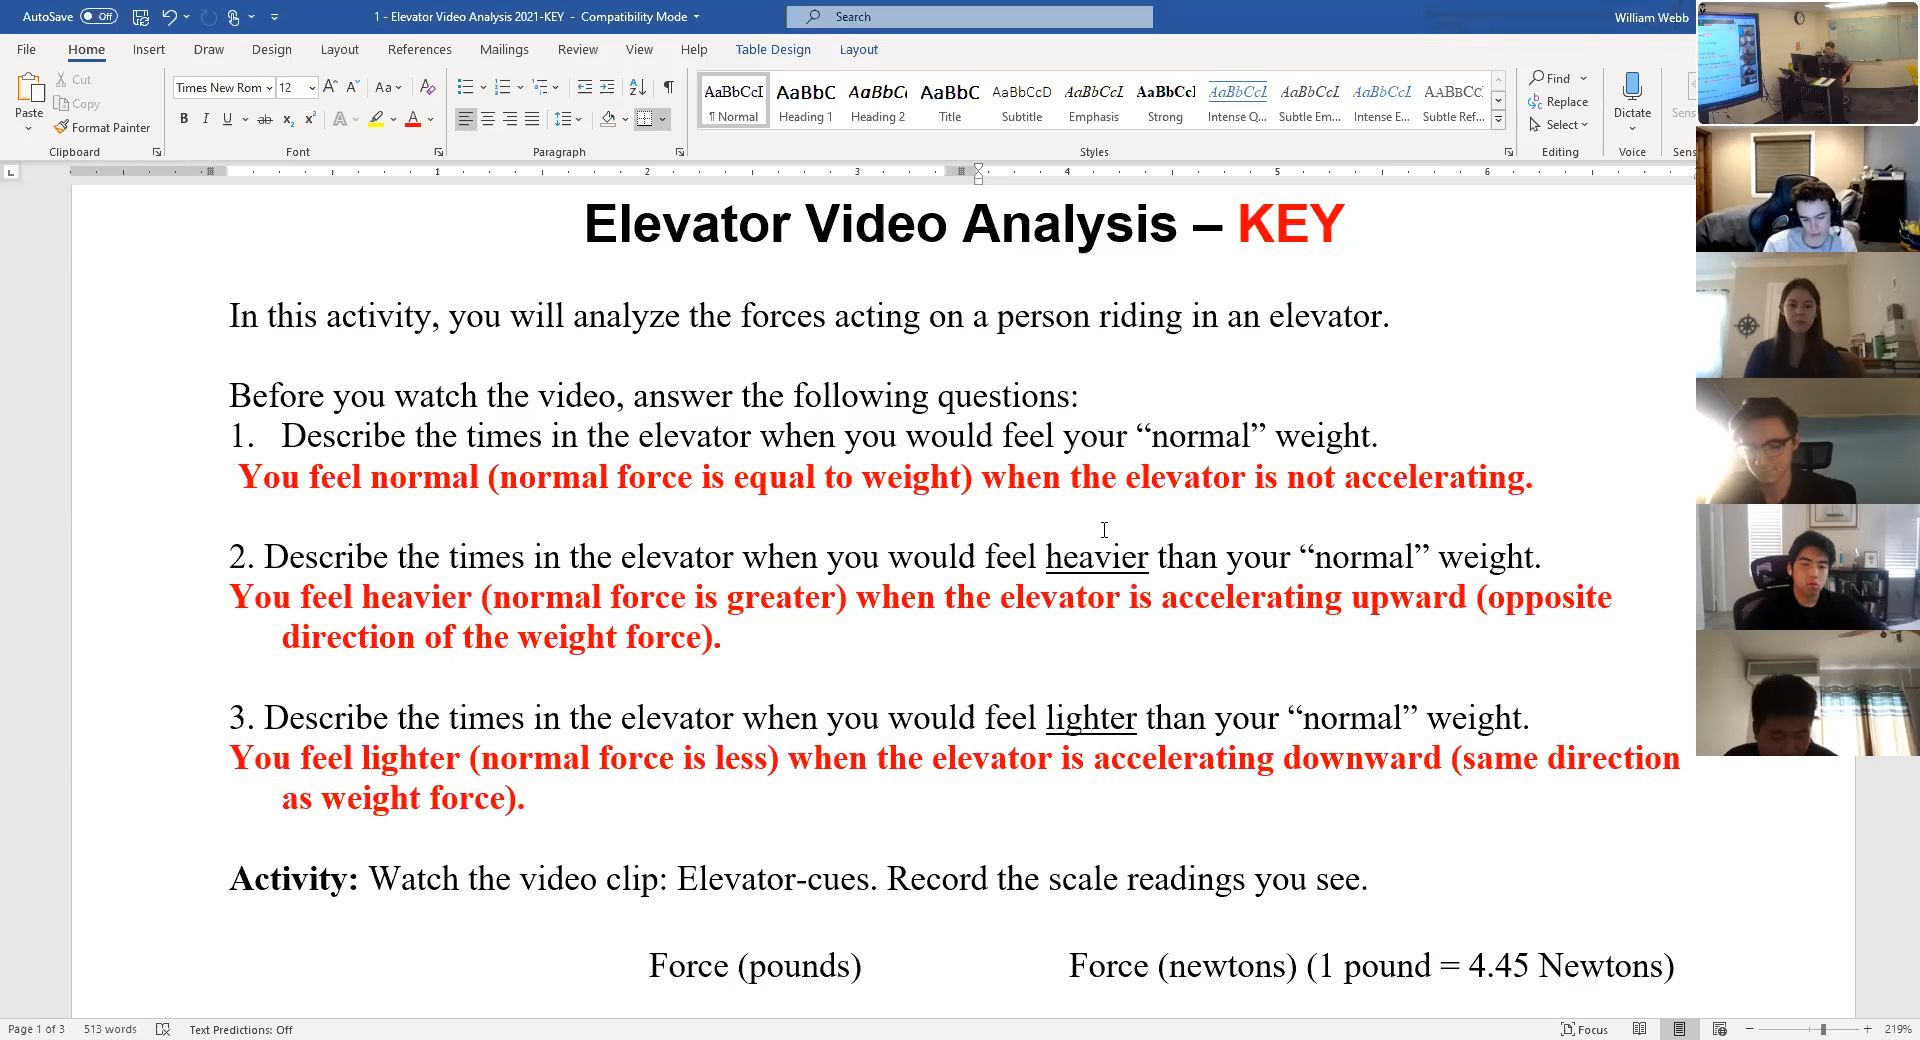 AutoSave Off 1 - Elevator Video Analysis 2021-KEY - Compatibility Mode Search William Webb
File Home Insert Draw Design Layout References Mailings Review View Help Table Design Layout
Paste Cut Copy Format Painter
Times New Rom 12 Aa
AaBbCcI AaBbC AaBbCc AaBbC AaBbCcD AaBbCcI AaBbCcI AaBbCcI AaBbCcI AaBbCcI AaBbCc
¶ Normal Heading 1 Heading 2 Title Subtitle Emphasis Strong Intense Q... Subtle Em... Intense E... Subtle Ref...
Find Replace Select Dictate Sens
Clipboard Font Paragraph Styles Editing Voice Sens
1 2 3 4 5 6
Elevator Video Analysis – KEY
In this activity, you will analyze the forces acting on a person riding in an elevator.
Before you watch the video, answer the following questions:
1. Describe the times in the elevator when you would feel your “normal” weight.
You feel normal (normal force is equal to weight) when the elevator is not accelerating.
2. Describe the times in the elevator when you would feel heavier than your “normal” weight.
You feel heavier (normal force is greater) when the elevator is accelerating upward (opposite
direction of the weight force).
3. Describe the times in the elevator when you would feel lighter than your “normal” weight.
You feel lighter (normal force is less) when the elevator is accelerating downward (same direction
as weight force).
Activity: Watch the video clip: Elevator-cues. Record the scale readings you see.
Force (pounds) Force (newtons) (1 pound = 4.45 Newtons)
Page 1 of 3 513 words Text Predictions: Off Focus 219%